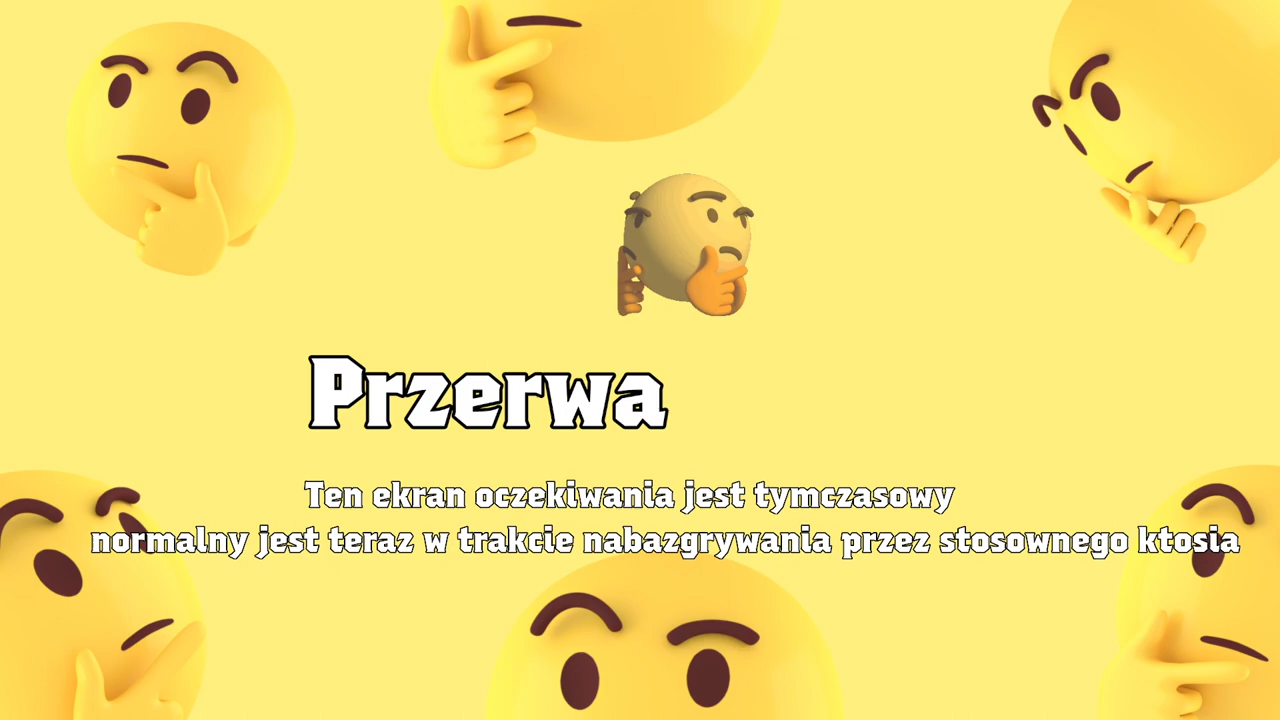 Przerwa
Ten ekran oczekiwania jest tymczasowy
normalny jest teraz w trakcie nabazgrywania przez stosownego ktosia